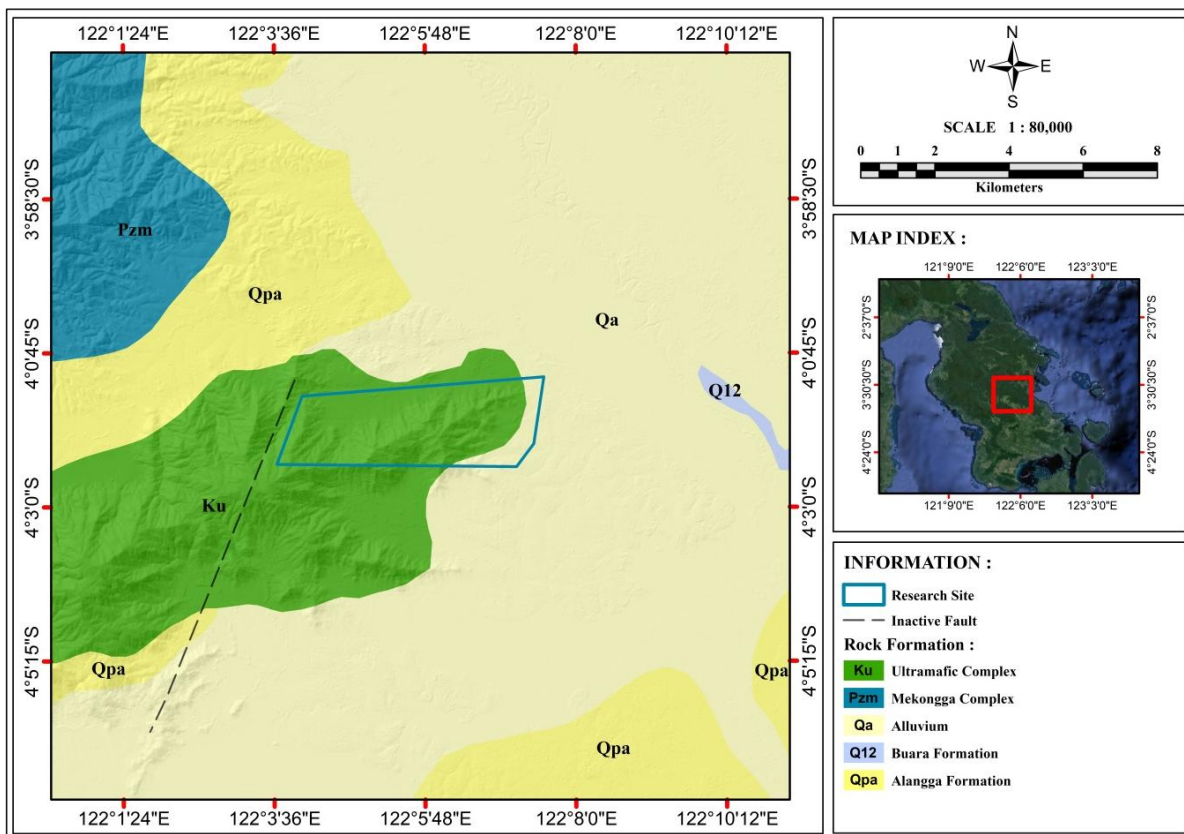 122°1'24"E 122°3'36"E 122°5'48"E 122°8'0"E 122°10'12"E
3°58'30"S
4°0'45"S
4°3'0"S
4°5'15"S
Pzm
Qpa
Qa
Q12
Ku
Qpa
Qpa
Qpa
3°58'30"S
4°0'45"S
4°3'0"S
4°5'15"S
122°1'24"E 122°3'36"E 122°5'48"E 122°8'0"E 122°10'12"E
N
W E
S
SCALE 1 : 80,000
0 1 2 4 6 8
Kilometers
MAP INDEX :
121°9'0"E 122°6'0"E 123°3'0"E
2°37'0"S
3°30'30"S
4°24'0"S
2°37'0"S
3°30'30"S
4°24'0"S
121°9'0"E 122°6'0"E 123°3'0"E
INFORMATION :
Research Site
Inactive Fault
Rock Formation :
Ku Ultramafic Complex
Pzm Mekongga Complex
Qa Alluvium
Q12 Buara Formation
Qpa Alangga Formation